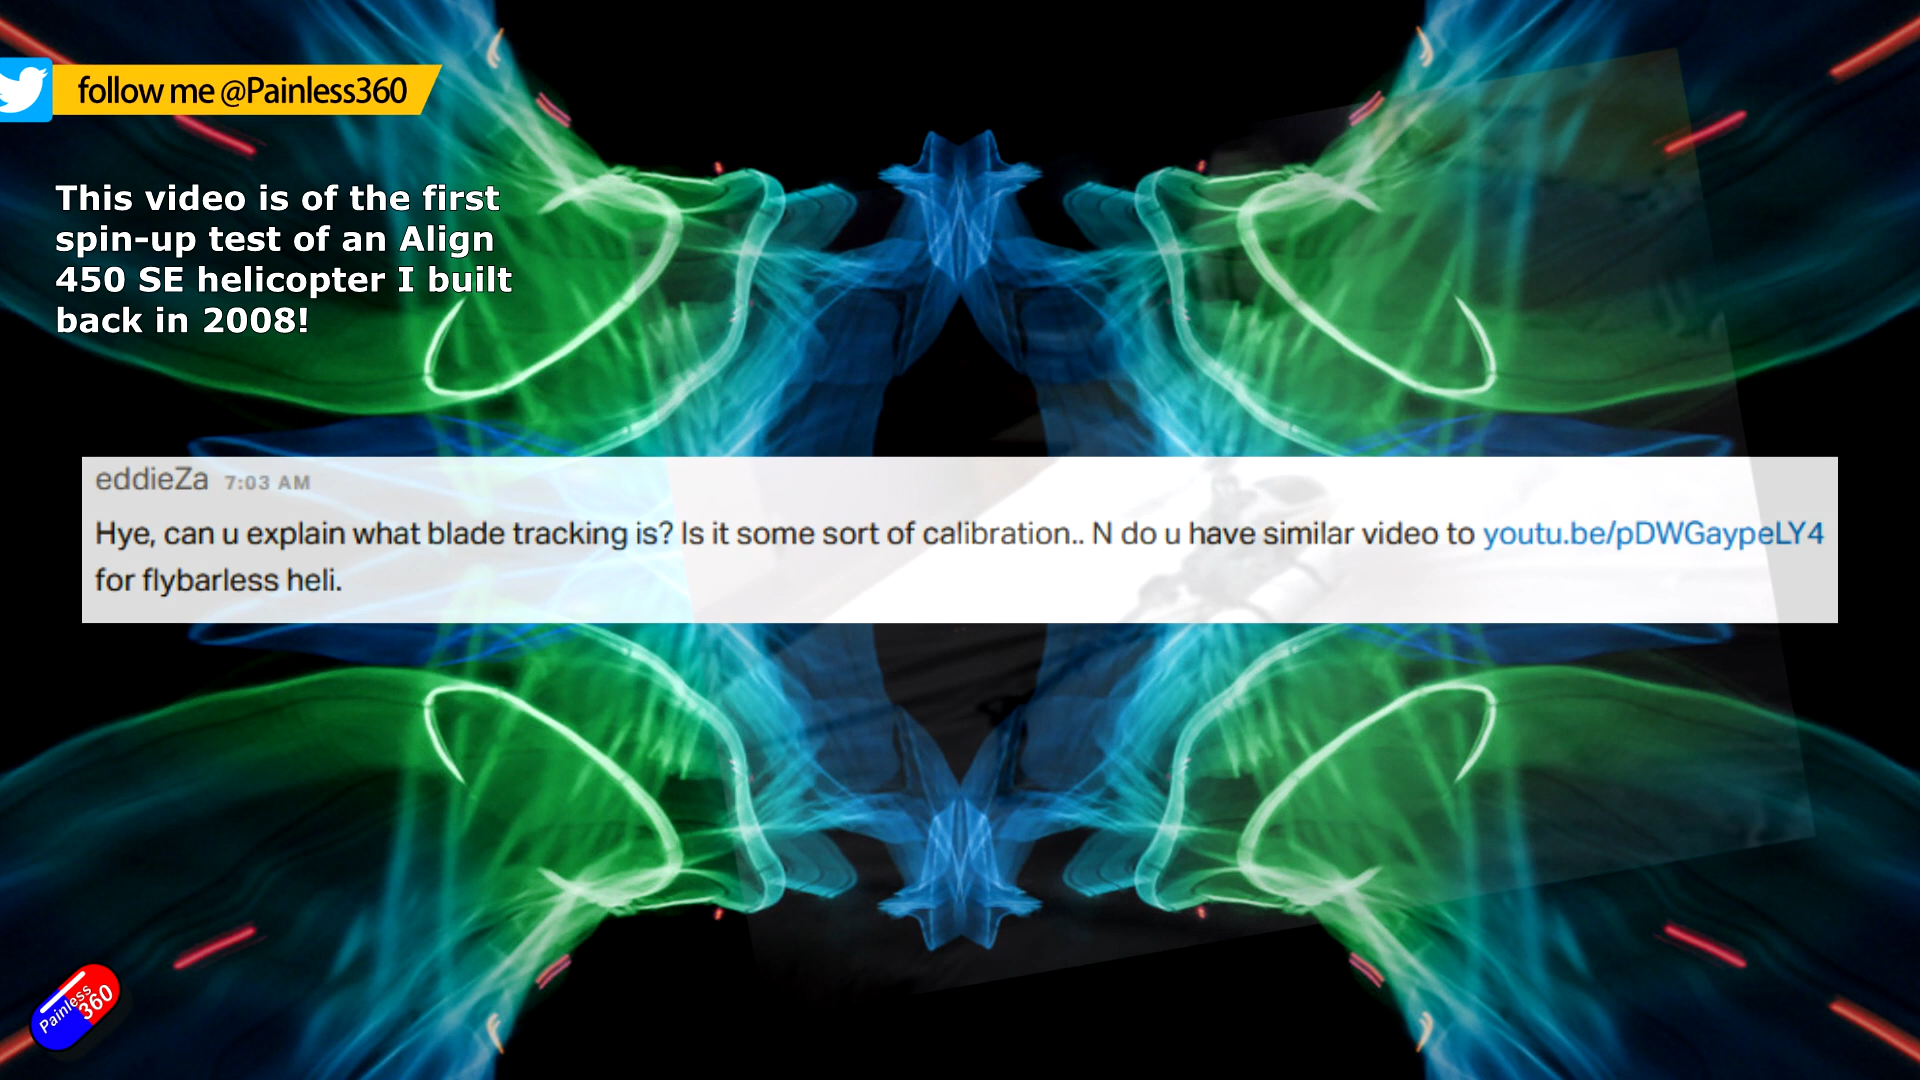 follow me @Painless360
This video is of the first
spin-up test of an Align
450 SE helicopter I built
back in 2008!
eddieZa 7:03 AM
Hye, can u explain what blade tracking is? Is it some sort of calibration.. N do u have similar video to youtu.be/pDWGaypeLY4
for flybarless heli.
Painless
360